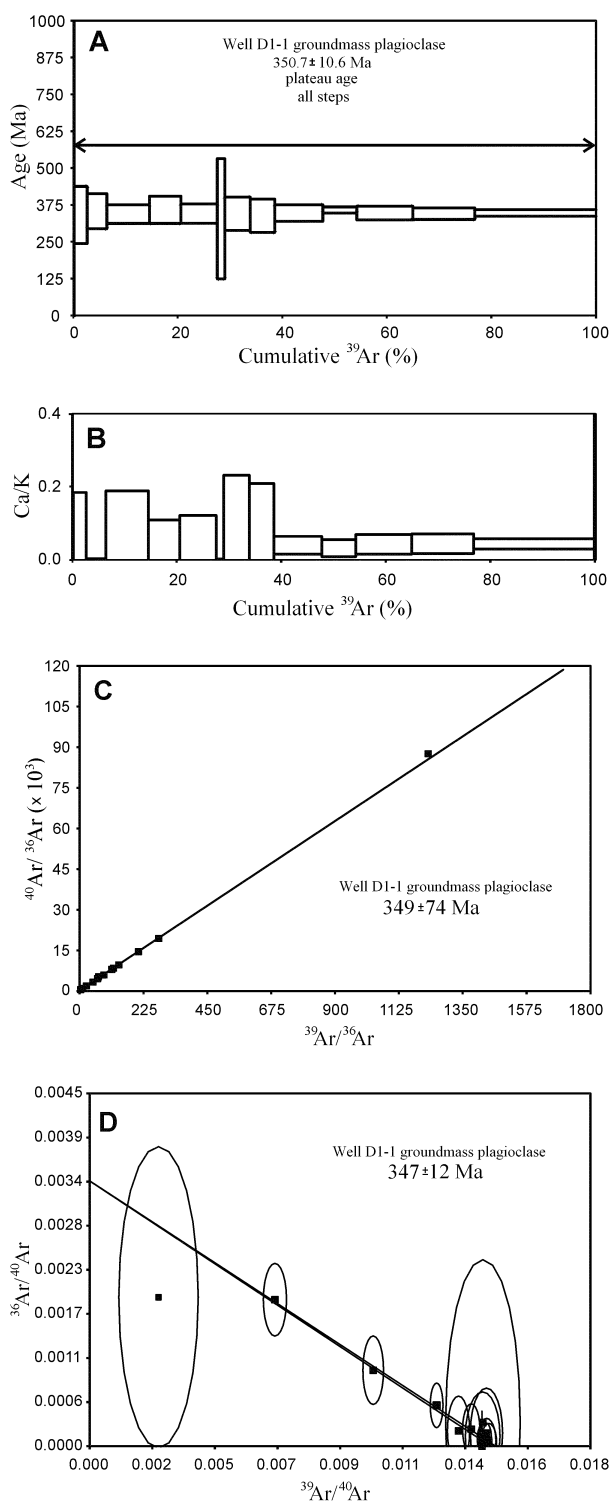 A
Well D1-1 groundmass plagioclase
350.7±10.6 Ma
plateau age
all steps
Age (Ma)
1000
875
750
625
500
375
250
125
0
0 20 40 60 80 100
Cumulative ³⁹Ar (%)
B
Ca/K
0.4
0.2
0.0
0 20 40 60 80 100
Cumulative ³⁹Ar (%)
C
⁴⁰Ar/ ³⁶Ar (× 10³)
120
105
90
75
60
45
30
15
0
Well D1-1 groundmass plagioclase
349±74 Ma
0 225 450 675 900 1125 1350 1575 1800
³⁹Ar/³⁶Ar
D
³⁶Ar/⁴⁰Ar
0.0045
0.0039
0.0034
0.0028
0.0023
0.0017
0.0011
0.0006
0.0000
Well D1-1 groundmass plagioclase
347±12 Ma
0.000 0.002 0.005 0.007 0.009 0.011 0.014 0.016 0.018
³⁹Ar/⁴⁰Ar